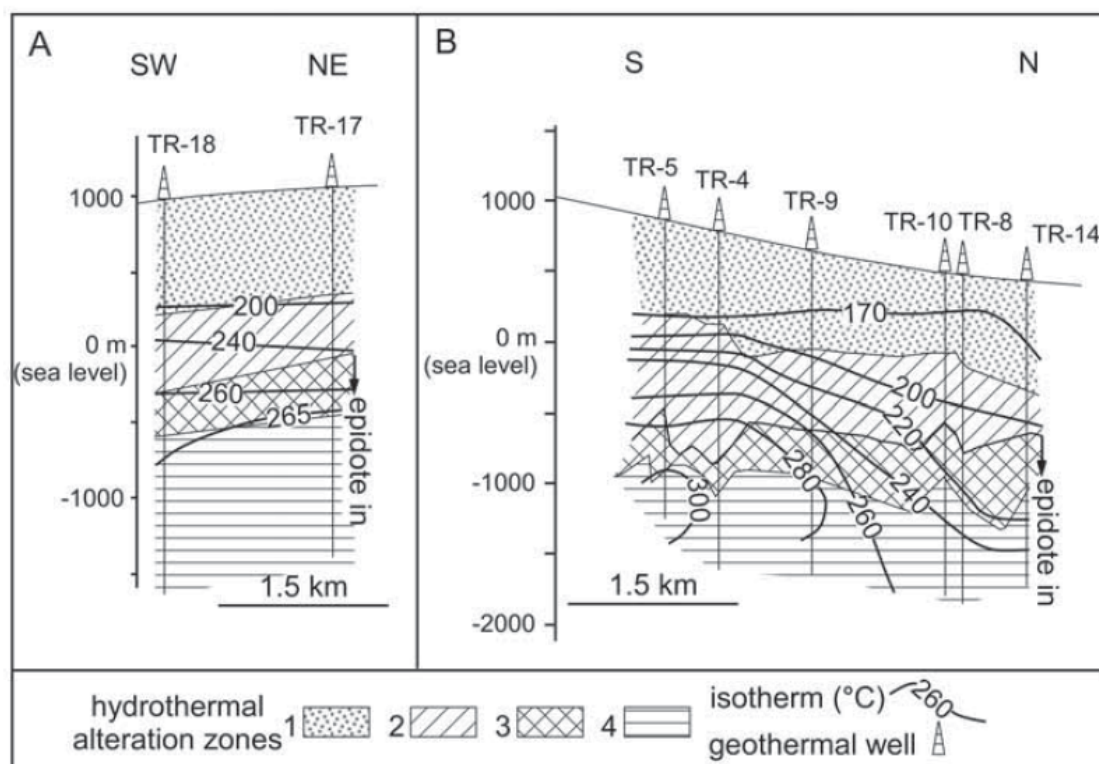 A
SW
NE
TR-18
TR-17
1000
0 m
(sea level)
-1000
200
240
260
265
epidote in
1.5 km
B
S
N
TR-5
TR-4
TR-9
TR-10
TR-8
TR-14
1000
0 m
(sea level)
-1000
-2000
170
200
220
240
260
280
300
epidote in
1.5 km
hydrothermal
alteration zones
1
2
3
4
isotherm (°C)
260
geothermal well